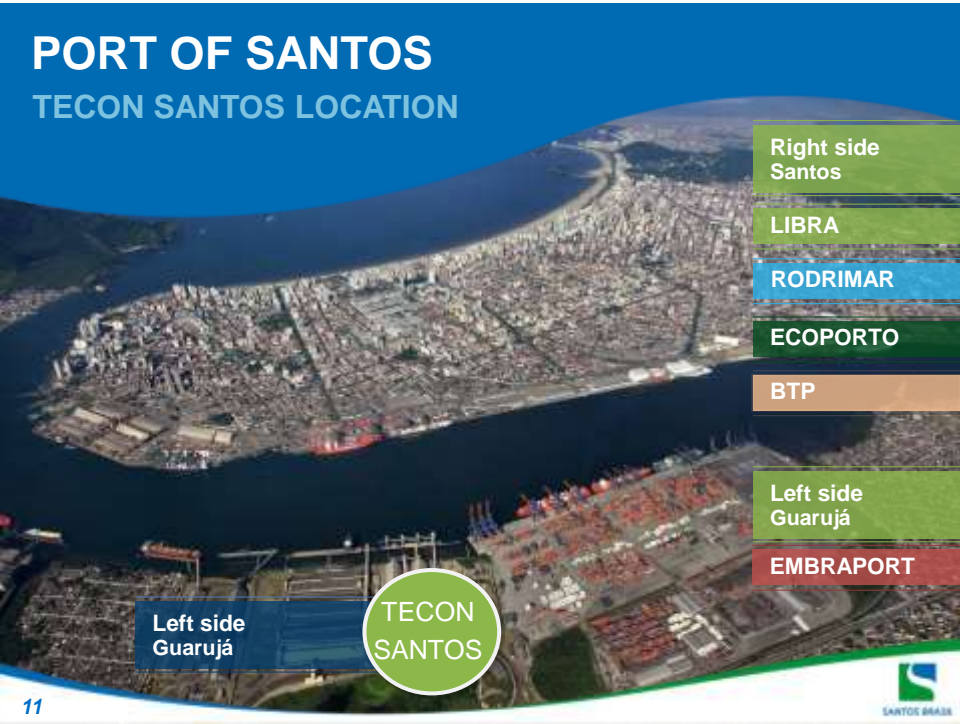 PORT OF SANTOS
TECON SANTOS LOCATION
Right side
Santos
LIBRA
RODRIMAR
ECOPORTO
BTP
Left side
Guarujá
EMBRAPORT
Left side
Guarujá
TECON
SANTOS
11
SANTOS BRASIL